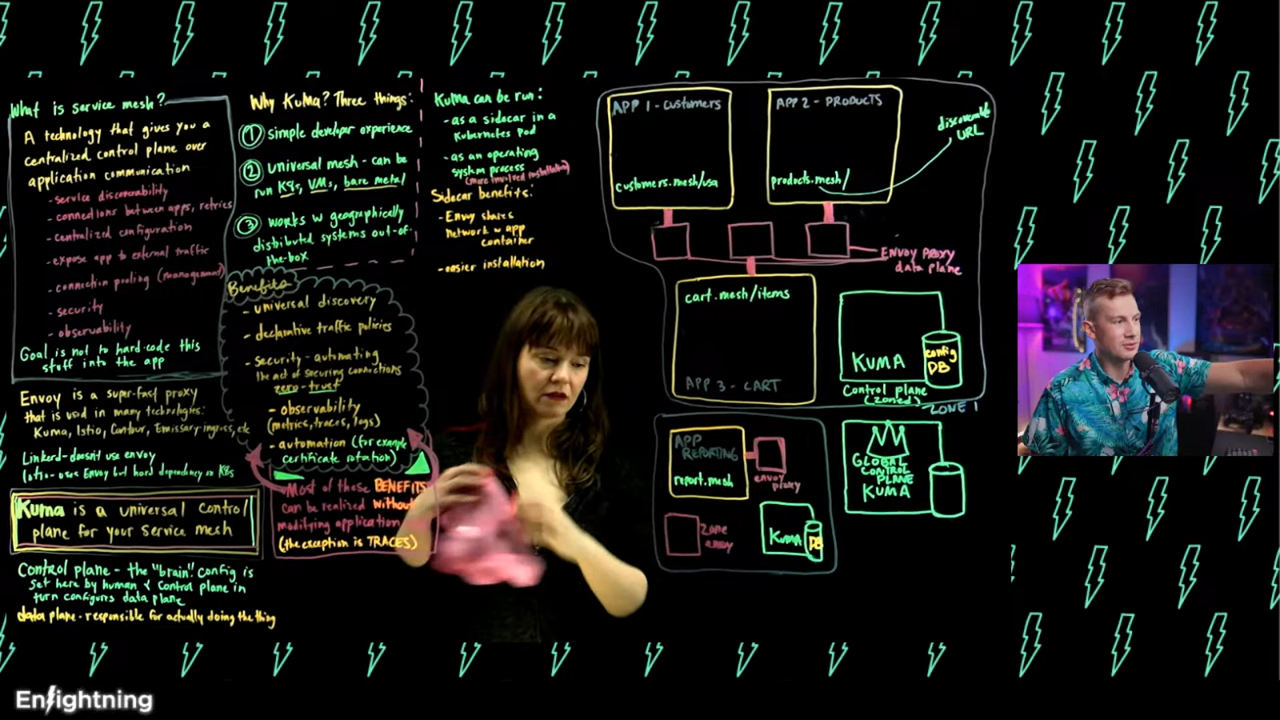 What is service mesh?
A technology that gives you a
centralized control plane over
application communication
- service discoverability
- connections between apps, retries
- centralized configuration
- expose app to external traffic
- connection pooling (management)
- security
- observability
Goal is not to hard-code this
stuff into the app
Envoy is a super-fast proxy
that is used in many technologies:
Kuma, Istio, Contour, Emissary-ingress, etc
Linkerd - doesn't use envoy
Istio - uses Envoy but hard dependency on K8s
Kuma is a universal control
plane for your service mesh
Control plane - the "brain". Config is
set here by human & control plane in
turn configures data plane
data plane - responsible for actually doing the thing
Why Kuma? Three things:
1 simple developer experience
2 universal mesh - can be
run K8s, VMs, bare metal
3 works w geographically
distributed systems out-of-
the-box
Benefits
- universal discovery
- declarative traffic policies
- security - automating
the act of securing connections
zero-trust
- observability
(metrics, traces, logs)
- automation (for example
certificate rotation)
Most of these BENEFITS
can be realized without
modifying application
(the exception is TRACES)
Kuma can be run:
- as a sidecar in a
Kubernetes Pod
- as an operating
system process
(more involved installation)
Sidecar benefits:
- Envoy shares
network w app
container
- easier installation
APP 1 - CUSTOMERS
customers.mesh/usa
APP 2 - PRODUCTS
products.mesh/
discoverable
URL
ENVOY PROXY
data plane
cart.mesh/items
APP 3 - CART
KUMA
config
DB
Control plane
(zoned)
ZONE 1
APP
REPORTING
report.mesh
envoy
proxy
zone
envoy
KUMA
DB
GLOBAL
CONTROL
PLANE
KUMA
Enlightning